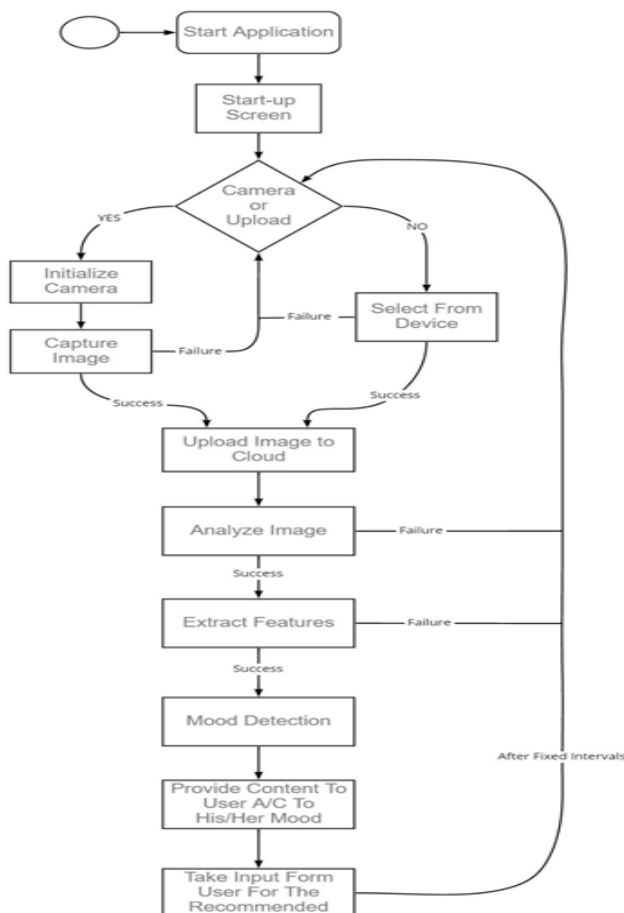 Start Application
Start-up
Screen
Camera
or
Upload
YES
NO
Initialize
Camera
Select From
Device
Failure
Capture
Image
Failure
Success
Success
Upload Image to
Cloud
Analyze Image
Failure
Success
Extract Features
Failure
Success
Mood Detection
After Fixed Intervals
Provide Content To
User A/C To
His/Her Mood
Take Input Form
User For The
Recommended